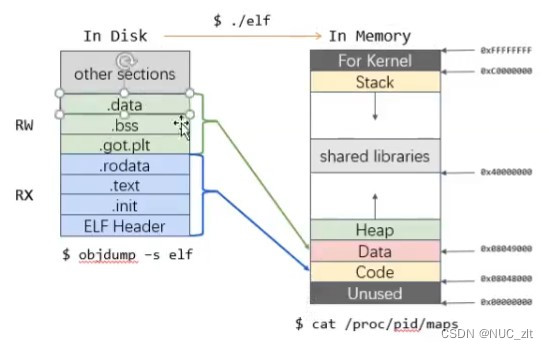 $ ./elf
In Disk
In Memory
other sections
.data
.bss
.got.plt
.rodata
.text
.init
ELF Header
RW
RX
$ objdump -s elf
For Kernel
Stack
shared libraries
Heap
Data
Code
Unused
0xFFFFFFFF
0xC0000000
0x40000000
0x08049000
0x08048000
0x00000000
$ cat /proc/pid/maps
CSDN @NUC_zlt